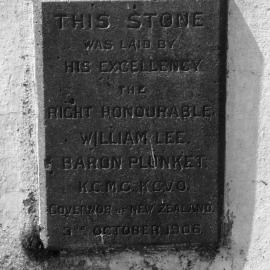 THIS STONE
WAS LAID BY
HIS EXCELLENCY
THE
RIGHT HONOURABLE
WILLIAM LEE,
BARON PLUNKET
K.C.M.G. K.C.V.O.
GOVERNOR OF NEW ZEALAND.
3RD OCTOBER 1906